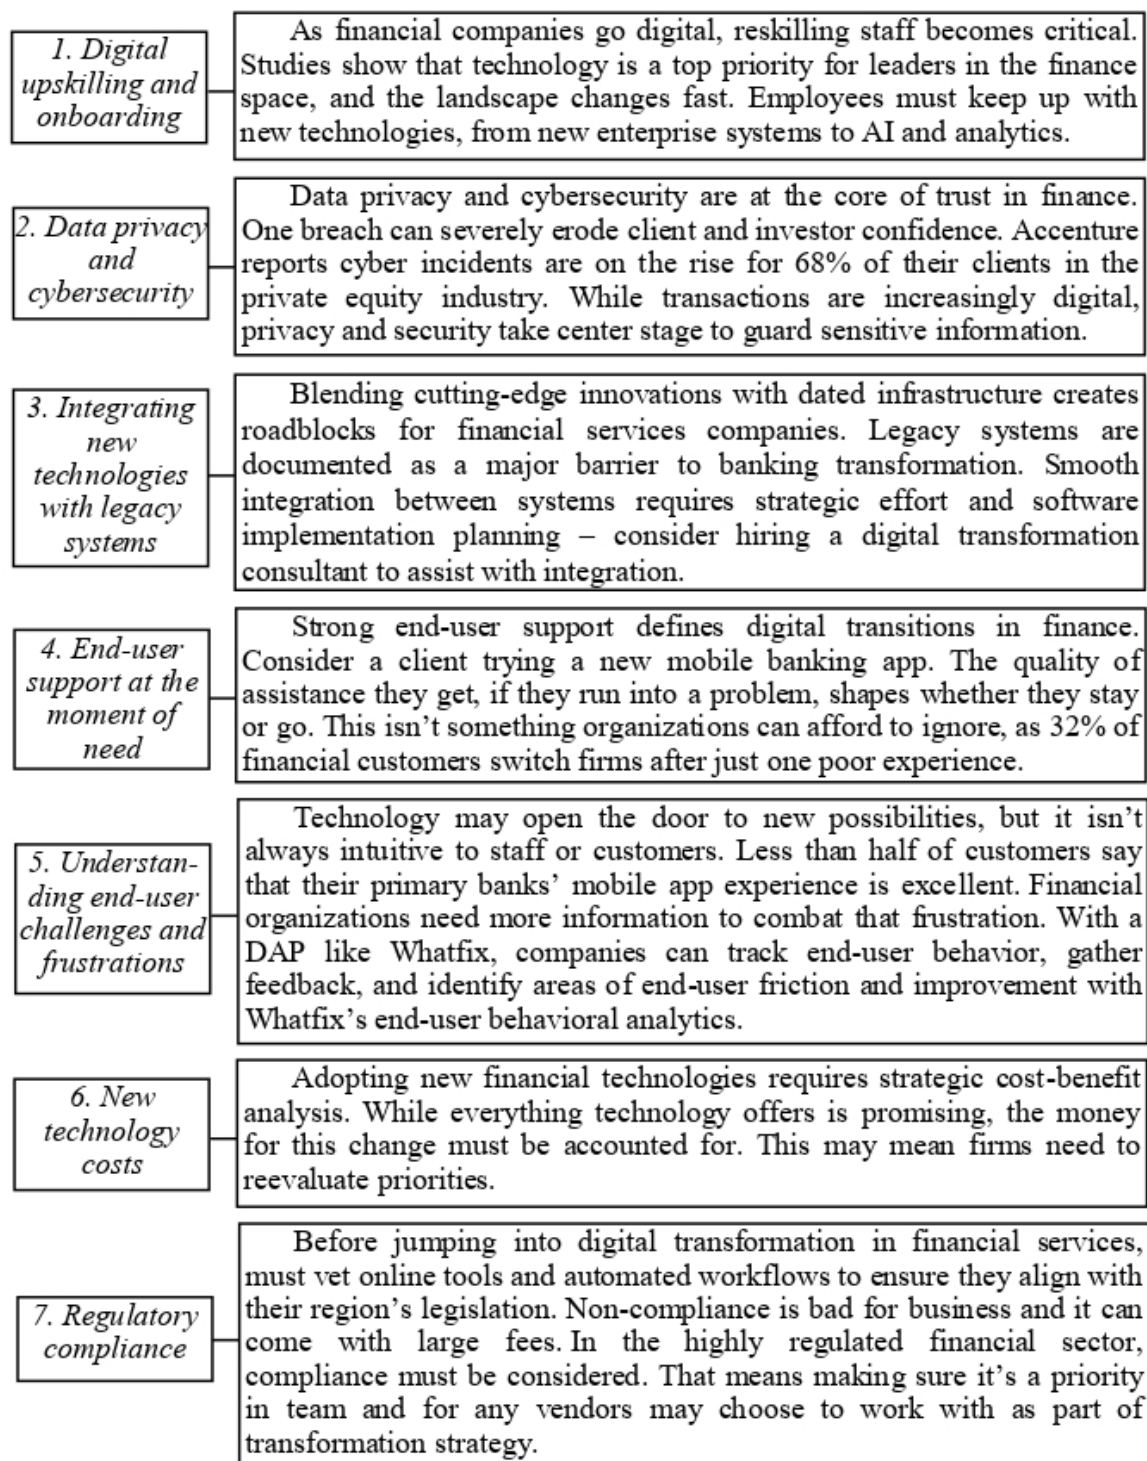 1. Digital
upskilling and
onboarding
As financial companies go digital, reskilling staff becomes critical.
Studies show that technology is a top priority for leaders in the finance
space, and the landscape changes fast. Employees must keep up with
new technologies, from new enterprise systems to AI and analytics.
2. Data privacy
and
cybersecurity
Data privacy and cybersecurity are at the core of trust in finance.
One breach can severely erode client and investor confidence. Accenture
reports cyber incidents are on the rise for 68% of their clients in the
private equity industry. While transactions are increasingly digital,
privacy and security take center stage to guard sensitive information.
3. Integrating
new
technologies
with legacy
systems
Blending cutting-edge innovations with dated infrastructure creates
roadblocks for financial services companies. Legacy systems are
documented as a major barrier to banking transformation. Smooth
integration between systems requires strategic effort and software
implementation planning – consider hiring a digital transformation
consultant to assist with integration.
4. End-user
support at the
moment of
need
Strong end-user support defines digital transitions in finance.
Consider a client trying a new mobile banking app. The quality of
assistance they get, if they run into a problem, shapes whether they stay
or go. This isn’t something organizations can afford to ignore, as 32% of
financial customers switch firms after just one poor experience.
5. Understan-
ding end-user
challenges and
frustrations
Technology may open the door to new possibilities, but it isn’t
always intuitive to staff or customers. Less than half of customers say
that their primary banks’ mobile app experience is excellent. Financial
organizations need more information to combat that frustration. With a
DAP like Whatfix, companies can track end-user behavior, gather
feedback, and identify areas of end-user friction and improvement with
Whatfix’s end-user behavioral analytics.
6. New
technology
costs
Adopting new financial technologies requires strategic cost-benefit
analysis. While everything technology offers is promising, the money
for this change must be accounted for. This may mean firms need to
reevaluate priorities.
7. Regulatory
compliance
Before jumping into digital transformation in financial services,
must vet online tools and automated workflows to ensure they align with
their region’s legislation. Non-compliance is bad for business and it can
come with large fees. In the highly regulated financial sector,
compliance must be considered. That means making sure it’s a priority
in team and for any vendors may choose to work with as part of
transformation strategy.